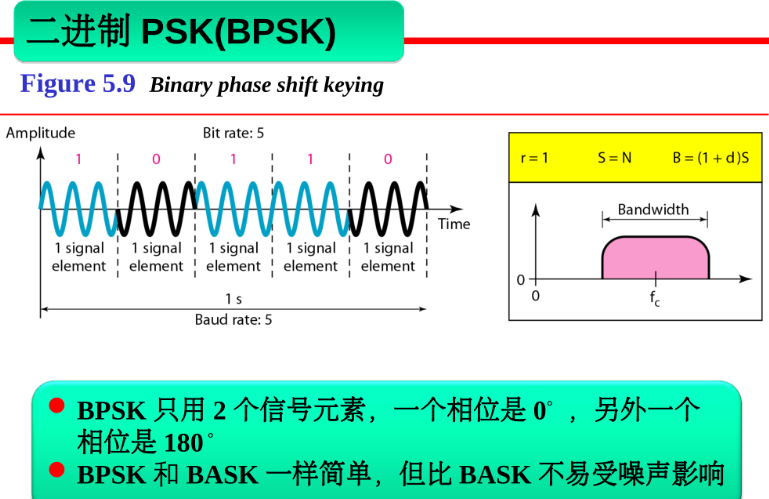 二进制 PSK(BPSK)
Figure 5.9 Binary phase shift keying
Amplitude
Bit rate: 5
1 0 1 1 0
Time
1 signal element
1 signal element
1 signal element
1 signal element
1 signal element
1 s
Baud rate: 5
r = 1 S = N B = (1 + d)S
Bandwidth
0
0
fc
BPSK 只用 2 个信号元素，一个相位是 0°，另外一个
相位是 180°
BPSK 和 BASK 一样简单，但比 BASK 不易受噪声影响